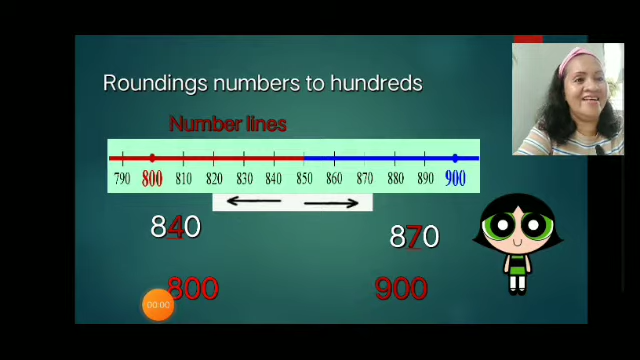 Roundings numbers to hundreds
Number lines
790 800 810 820 830 840 850 860 870 880 890 900
840 870
800 900
00:00